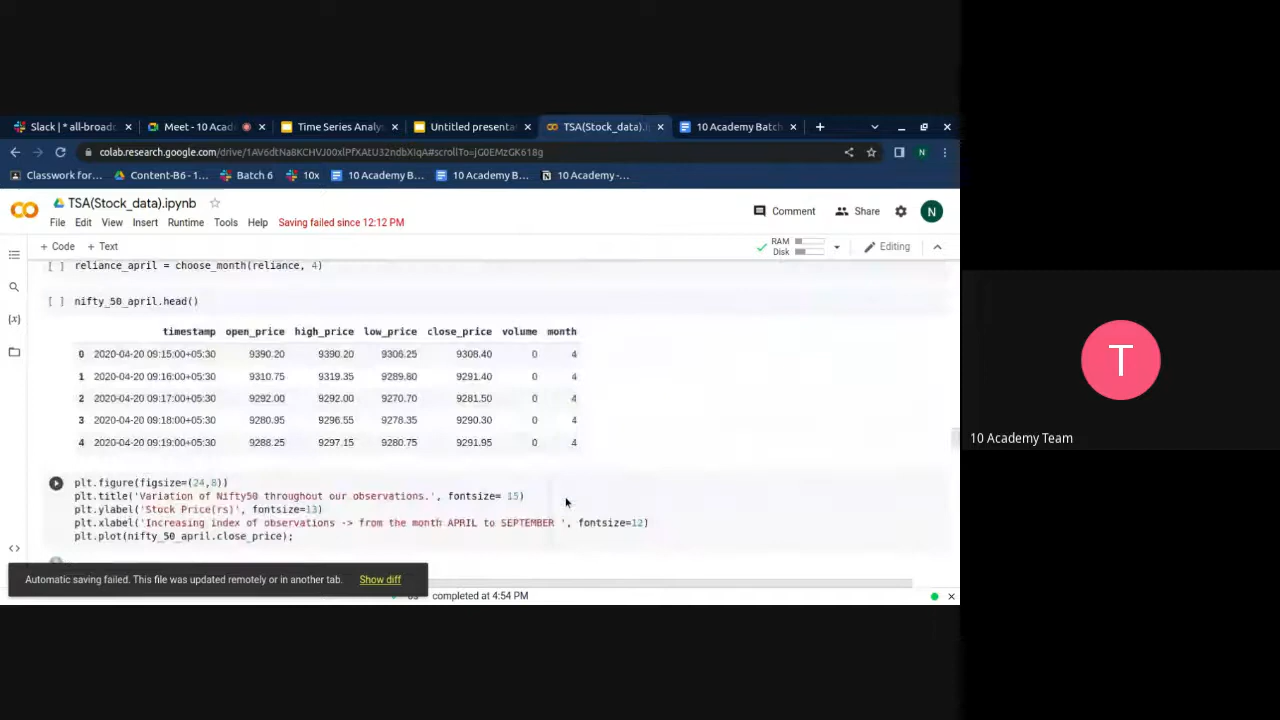 Slack | * all-broad
Meet - 10 Acad
Time Series Analys
Untitled presenta
TSA(Stock_data).i
10 Academy Batch
colab.research.google.com/drive/1AV6dtNa8KCHVJ00xlPfXAtU32ndbXIqA#scrollTo=jG0EMzGK618g
N
Classwork for...
Content-B6 - 1...
Batch 6
10x
10 Academy B...
10 Academy B...
10 Academy -...
TSA(Stock_data).ipynb
File Edit View Insert Runtime Tools Help Saving failed since 12:12 PM
Comment
Share
N
+ Code + Text
RAM
Disk
Editing
[ ] reliance_april = choose_month(reliance, 4)
[ ] nifty_50_april.head()
timestamp open_price high_price low_price close_price volume month
0 2020-04-20 09:15:00+05:30 9390.20 9390.20 9306.25 9308.40 0 4
1 2020-04-20 09:16:00+05:30 9310.75 9319.35 9289.80 9291.40 0 4
2 2020-04-20 09:17:00+05:30 9292.00 9292.00 9270.70 9281.50 0 4
3 2020-04-20 09:18:00+05:30 9280.95 9296.55 9278.35 9290.30 0 4
4 2020-04-20 09:19:00+05:30 9288.25 9297.15 9280.75 9291.95 0 4
plt.figure(figsize=(24,8))
plt.title('Variation of Nifty50 throughout our observations.', fontsize= 15)
plt.ylabel('Stock Price(rs)', fontsize=13)
plt.xlabel('Increasing index of observations -> from the month APRIL to SEPTEMBER ', fontsize=12)
plt.plot(nifty_50_april.close_price);
Automatic saving failed. This file was updated remotely or in another tab. Show diff
completed at 4:54 PM
T
10 Academy Team